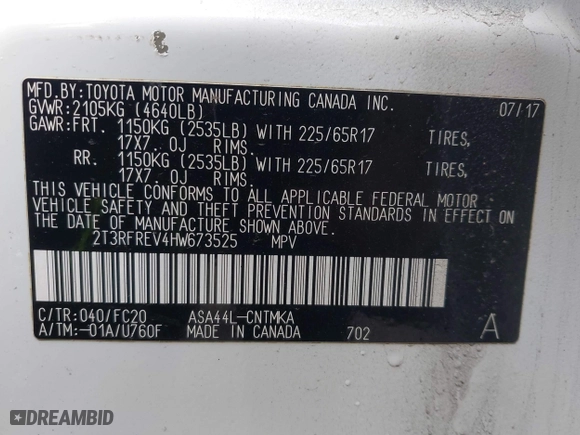 MFD.BY:TOYOTA MOTOR MANUFACTURING CANADA INC.
GVWR:2105KG (4640LB) 07/17
GAWR:FRT. 1150KG (2535LB) WITH 225/65R17 TIRES,
17X7.0J RIMS.
RR. 1150KG (2535LB) WITH 225/65R17 TIRES,
17X7.0J RIMS.
THIS VEHICLE CONFORMS TO ALL APPLICABLE FEDERAL MOTOR
VEHICLE SAFETY AND THEFT PREVENTION STANDARDS IN EFFECT ON
THE DATE OF MANUFACTURE SHOWN ABOVE.
2T3RFREV4HW673525 MPV
C/TR:040/FC20 ASA44L-CNTMKA
A/TM:-01A/U760F MADE IN CANADA 702 A
DREAMBID